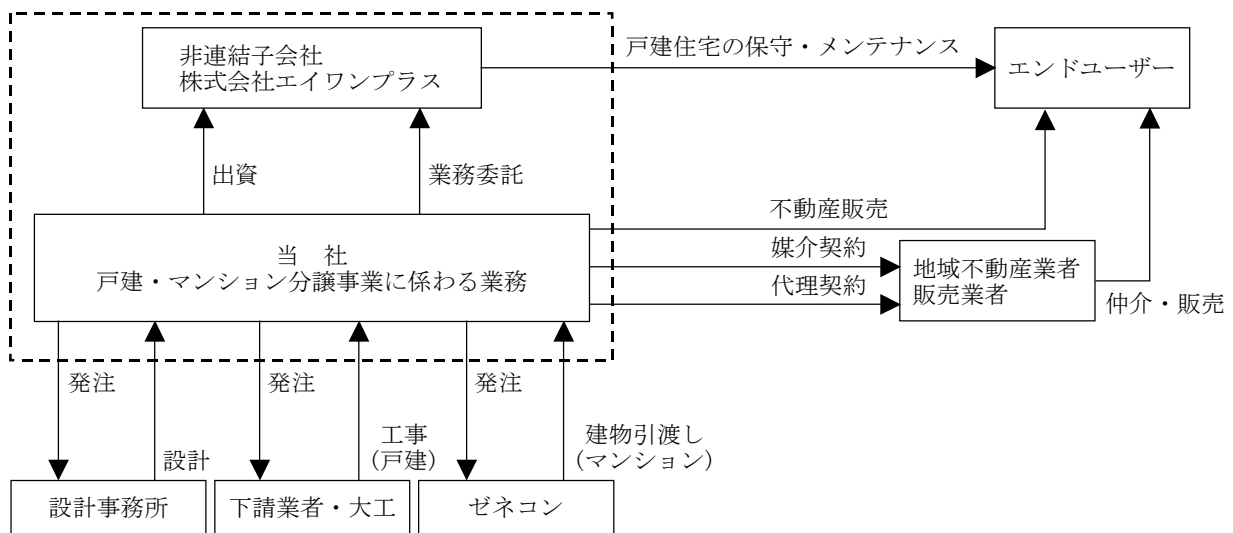 非連結子会社
株式会社エイワンプラス
戸建住宅の保守・メンテナンス
エンドユーザー
出資
業務委託
不動産販売
当 社
戸建・マンション分譲事業に係わる業務
媒介契約
代理契約
地域不動産業者
販売業者
仲介・販売
発注
発注
発注
設計
工事
(戸建)
建物引渡し
(マンション)
設計事務所
下請業者・大工
ゼネコン